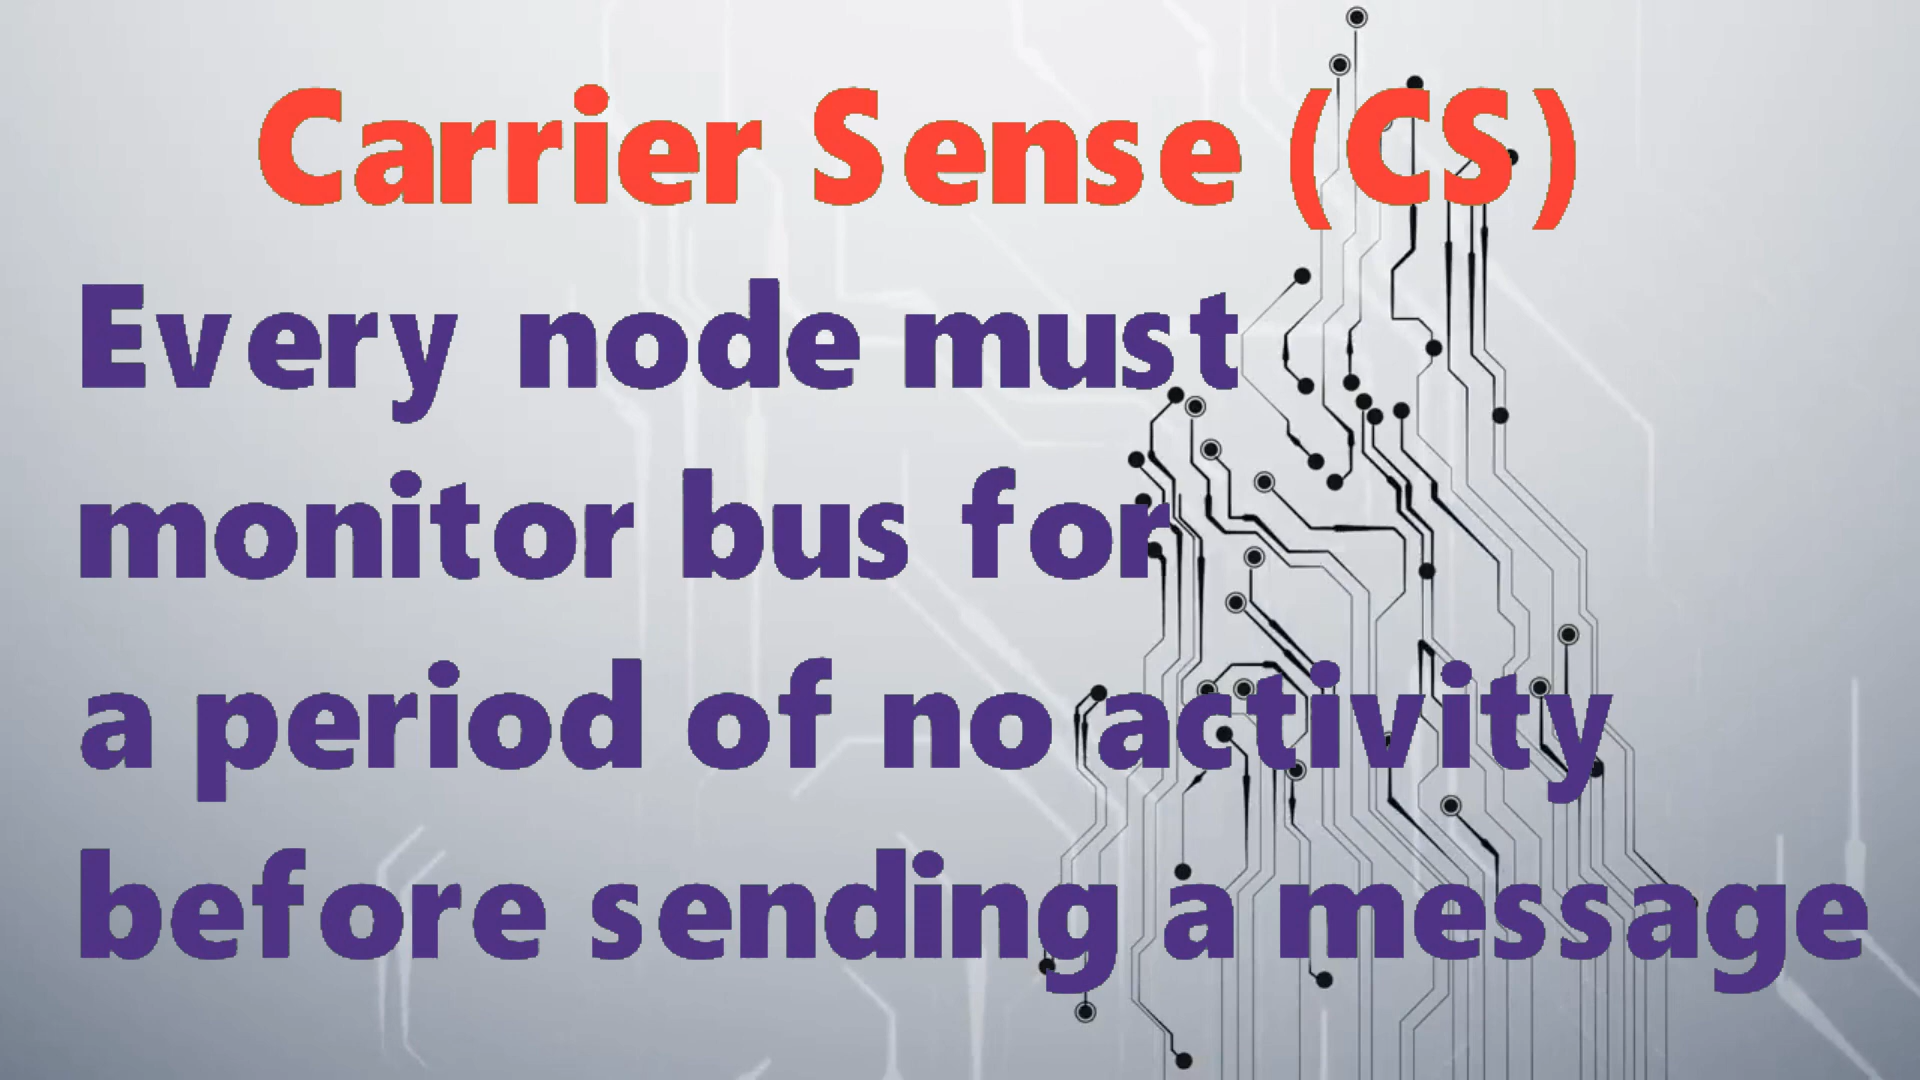 Carrier Sense (CS)
Every node must
monitor bus for
a period of no activity
before sending a message